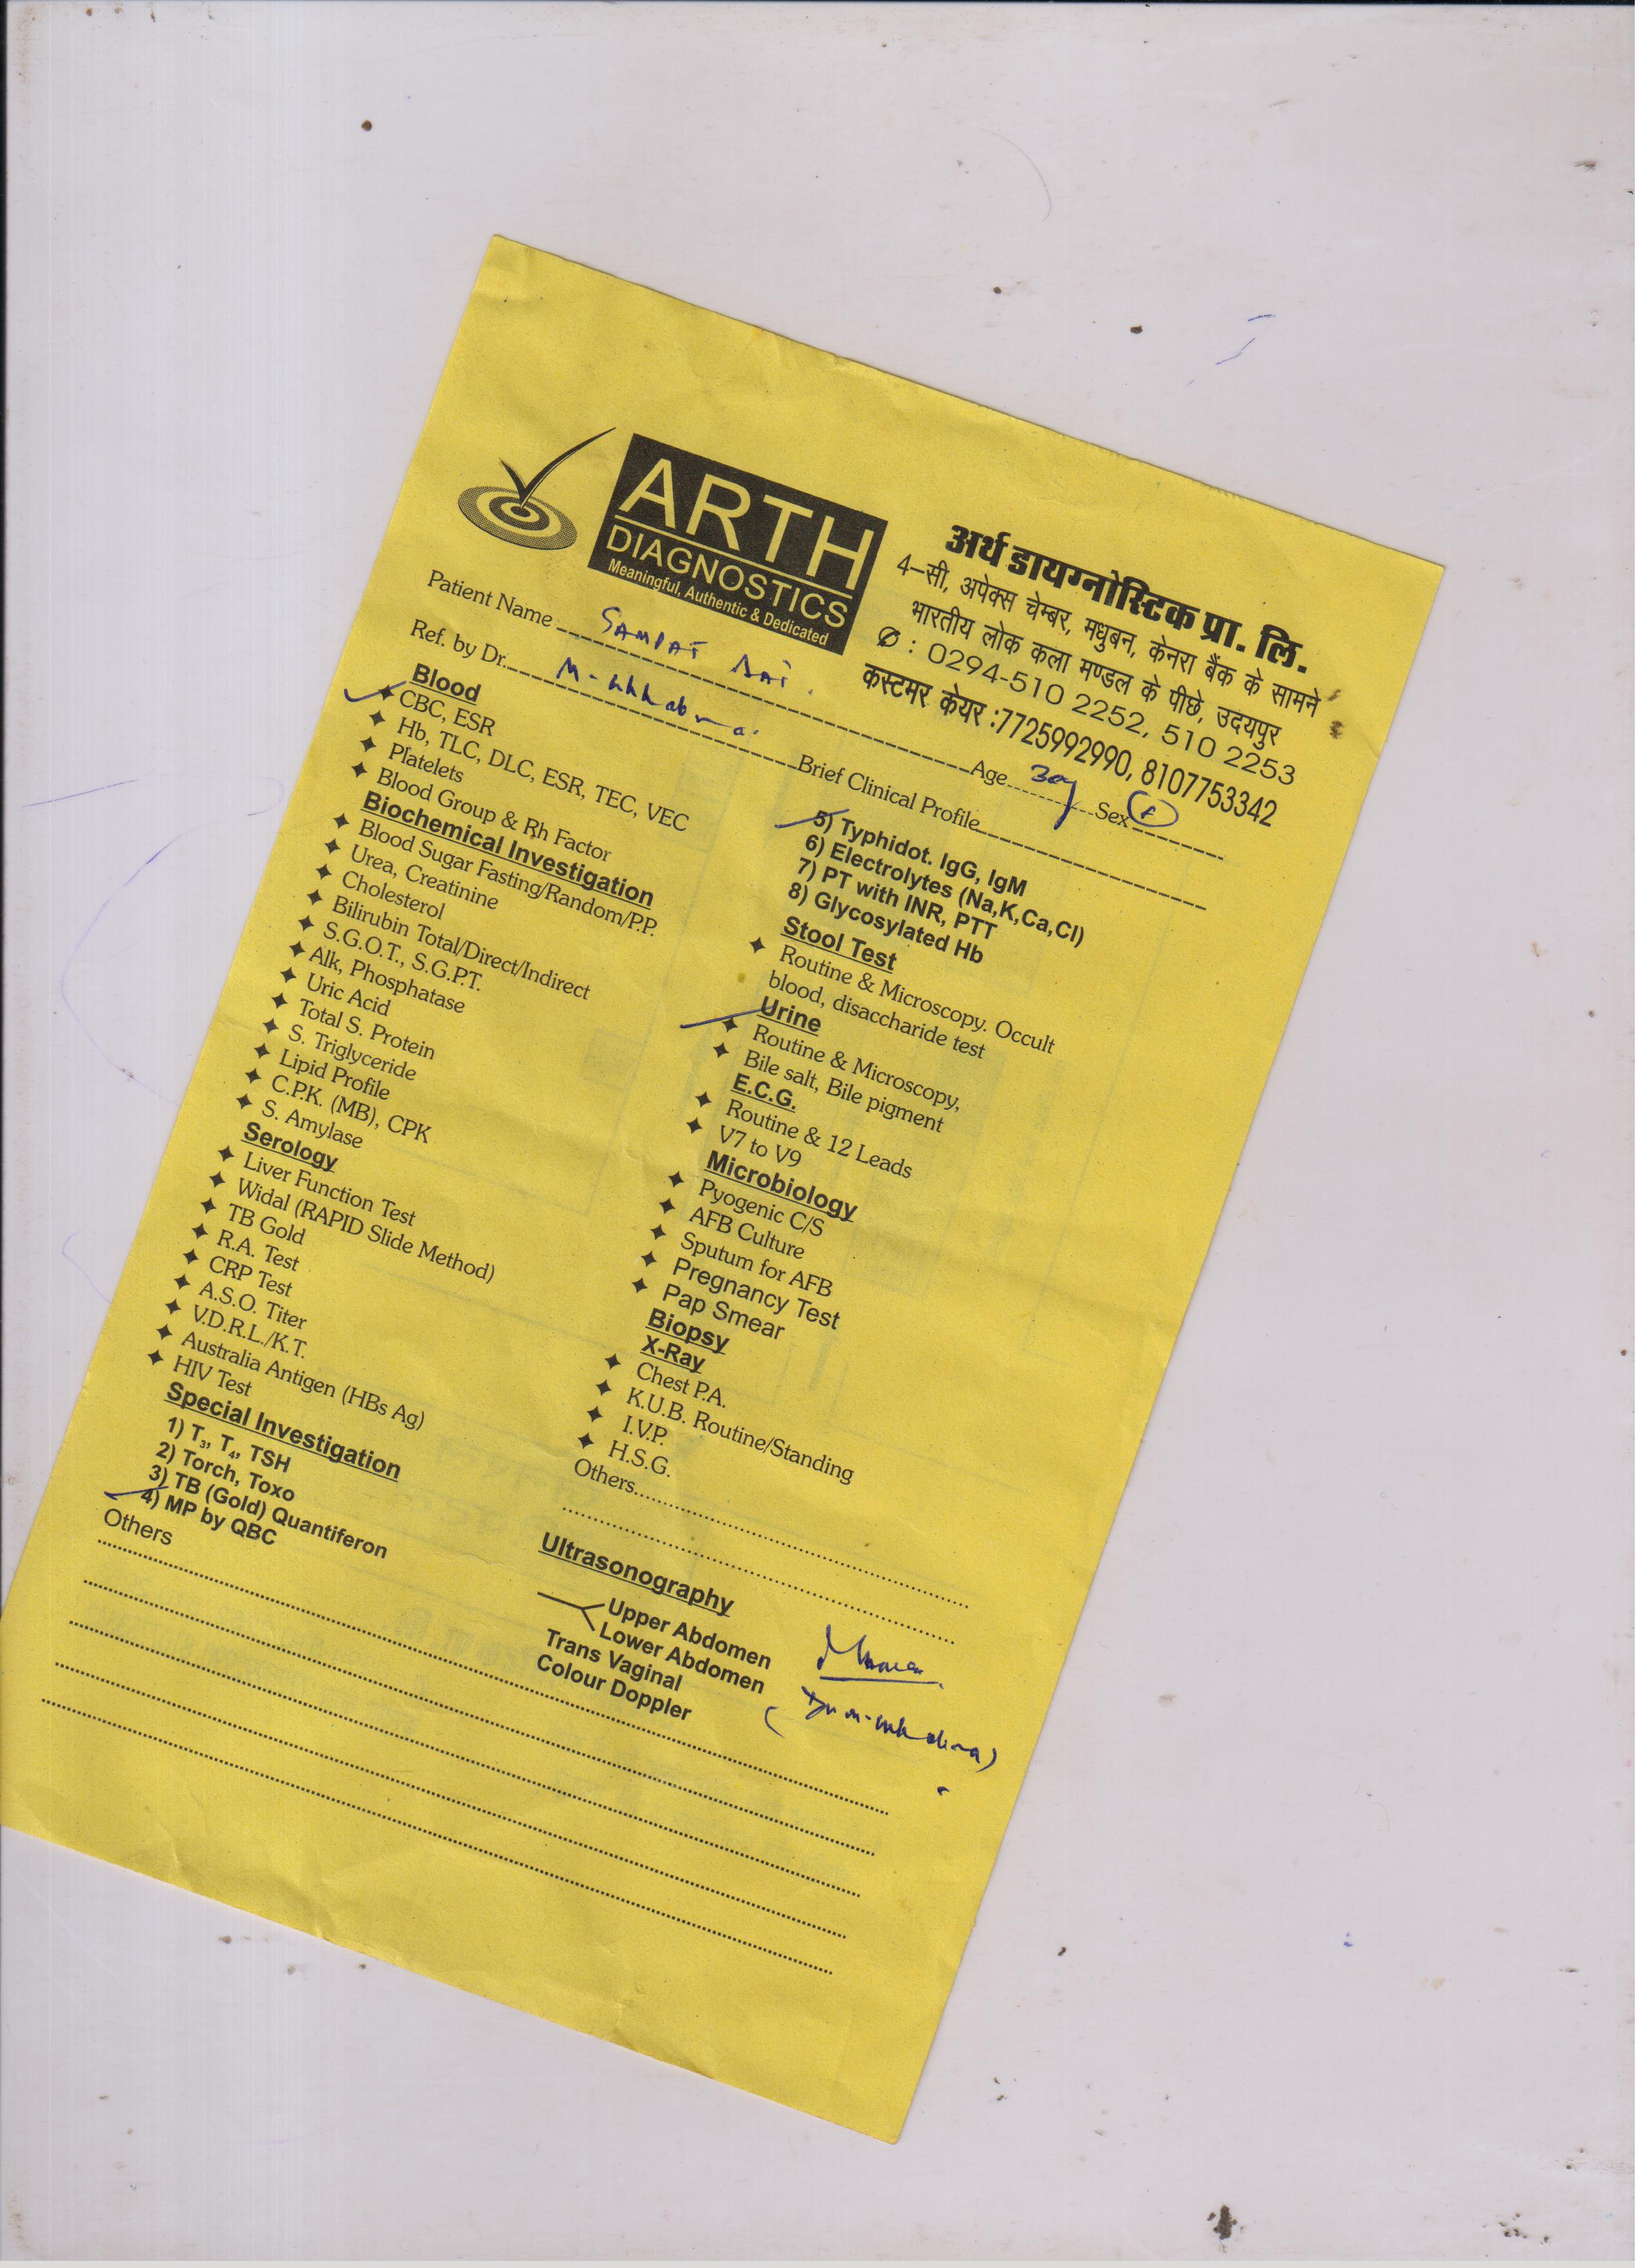 ARTH
DIAGNOSTICS
Meaningful, Authentic & Dedicated
अर्थ डायग्नोस्टिक प्रा. लि.
4–सी, अपेक्स चेम्बर, मधुबन, केनरा बैंक के सामने
भारतीय लोक कला मण्डल के पीछे, उदयपुर
✆ : 0294-510 2252, 510 2253
कस्टमर केयर :7725992990, 8107753342
Patient Name SAMPAT BAI. Age Sex
Ref. by Dr. Brief Clinical Profile
Blood
CBC, ESR
Hb, TLC, DLC, ESR, TEC, VEC
Platelets
Blood Group & Rh Factor
Biochemical Investigation
Blood Sugar Fasting/Random/P.P.
Urea, Creatinine
Cholesterol
Bilirubin Total/Direct/Indirect
S.G.O.T., S.G.P.T.
Alk, Phosphatase
Uric Acid
Total S. Protein
S. Triglyceride
Lipid Profile
C.P.K. (MB), CPK
S. Amylase
Serology
Liver Function Test
Widal (RAPID Slide Method)
TB Gold
R.A. Test
CRP Test
A.S.O. Titer
V.D.R.L./K.T.
Australia Antigen (HBs Ag)
HIV Test
Special Investigation
1) T3, T4, TSH
2) Torch, Toxo
3) TB (Gold) Quantiferon
4) MP by QBC
Others
5) Typhidot. IgG, IgM
6) Electrolytes (Na,K,Ca,Cl)
7) PT with INR, PTT
8) Glycosylated Hb
Stool Test
Routine & Microscopy. Occult
blood, disaccharide test
Urine
Routine & Microscopy,
Bile salt, Bile pigment
E.C.G.
Routine & 12 Leads
V7 to V9
Microbiology
Pyogenic C/S
AFB Culture
Sputum for AFB
Pregnancy Test
Pap Smear
Biopsy
X-Ray
Chest P.A.
K.U.B. Routine/Standing
I.V.P.
H.S.G.
Others
Ultrasonography
Upper Abdomen
Lower Abdomen
Trans Vaginal
Colour Doppler